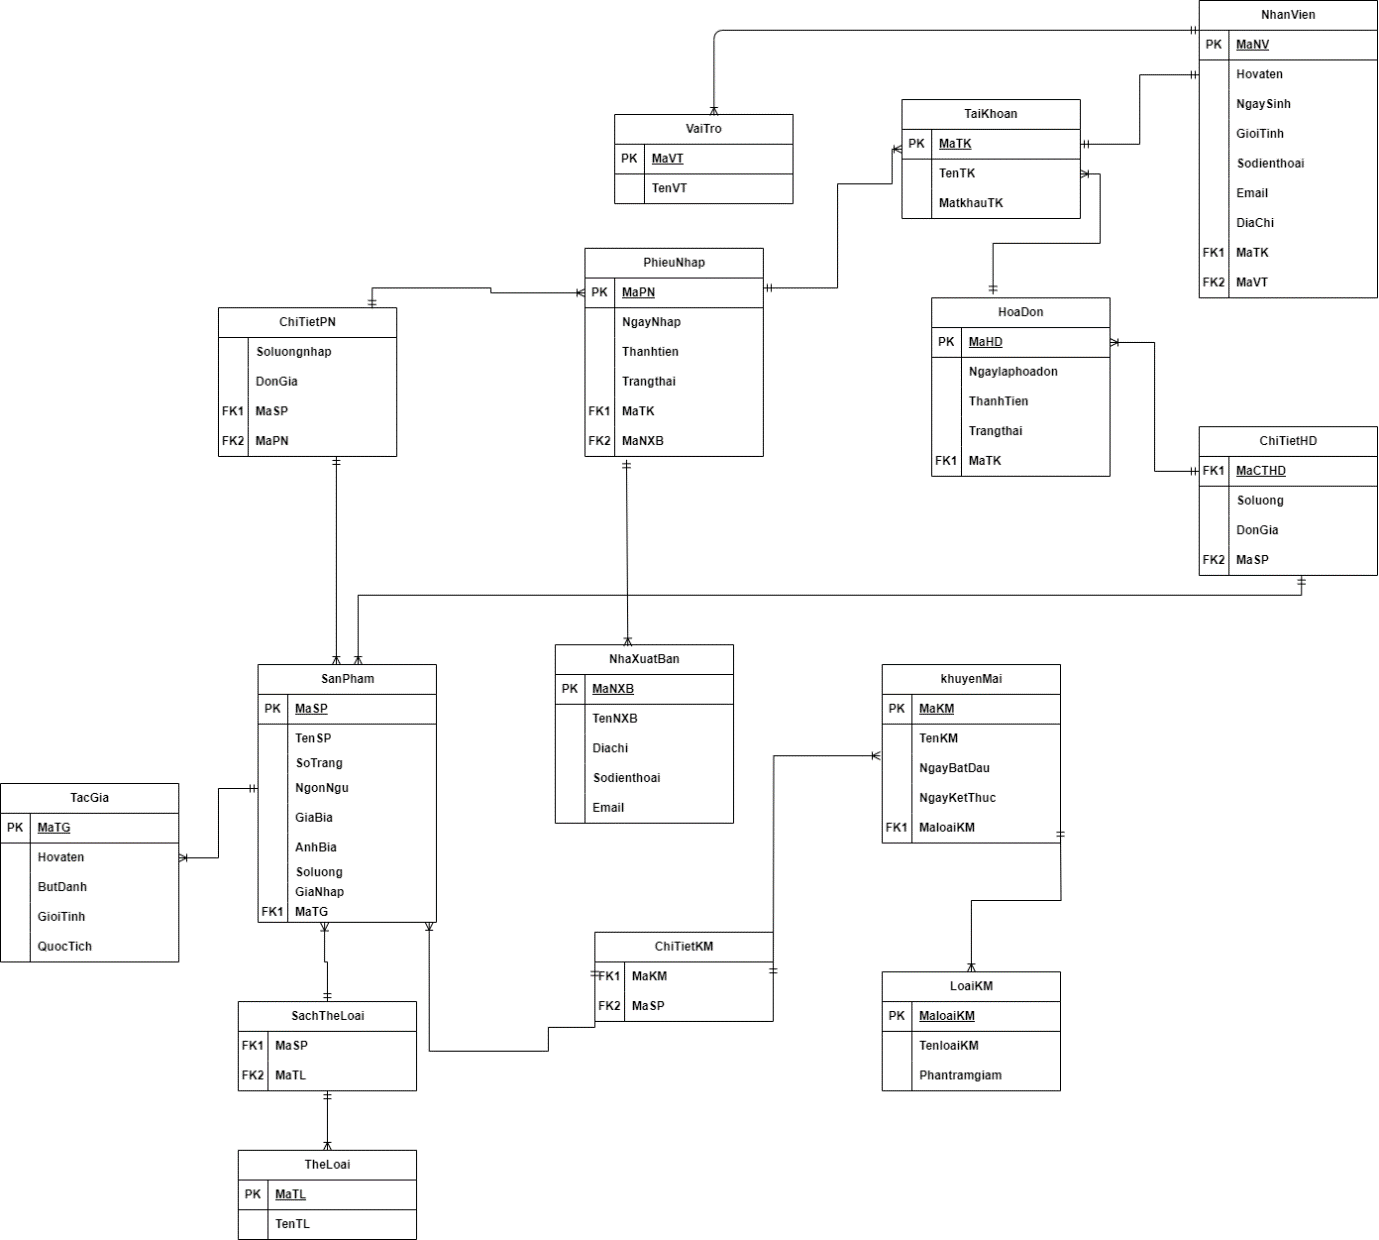 NhanVien
PK MaNV
Hovaten
NgaySinh
GioiTinh
Sodienthoai
Email
DiaChi
FK1 MaTK
FK2 MaVT
TaiKhoan
PK MaTK
TenTK
MatkhauTK
VaiTro
PK MaVT
TenVT
PhieuNhap
PK MaPN
NgayNhap
Thanhtien
Trangthai
FK1 MaTK
FK2 MaNXB
HoaDon
PK MaHD
Ngaylaphoadon
ThanhTien
Trangthai
FK1 MaTK
ChiTietPN
Soluongnhap
DonGia
FK1 MaSP
FK2 MaPN
ChiTietHD
FK1 MaCTHD
Soluong
DonGia
FK2 MaSP
NhaXuatBan
PK MaNXB
TenNXB
Diachi
Sodienthoai
Email
SanPham
PK MaSP
TenSP
SoTrang
NgonNgu
GiaBia
AnhBia
Soluong
GiaNhap
FK1 MaTG
khuyenMai
PK MaKM
TenKM
NgayBatDau
NgayKetThuc
FK1 MaloaiKM
TacGia
PK MaTG
Hovaten
ButDanh
GioiTinh
QuocTich
ChiTietKM
FK1 MaKM
FK2 MaSP
LoaiKM
PK MaloaiKM
TenloaiKM
Phantramgiam
SachTheLoai
FK1 MaSP
FK2 MaTL
TheLoai
PK MaTL
TenTL